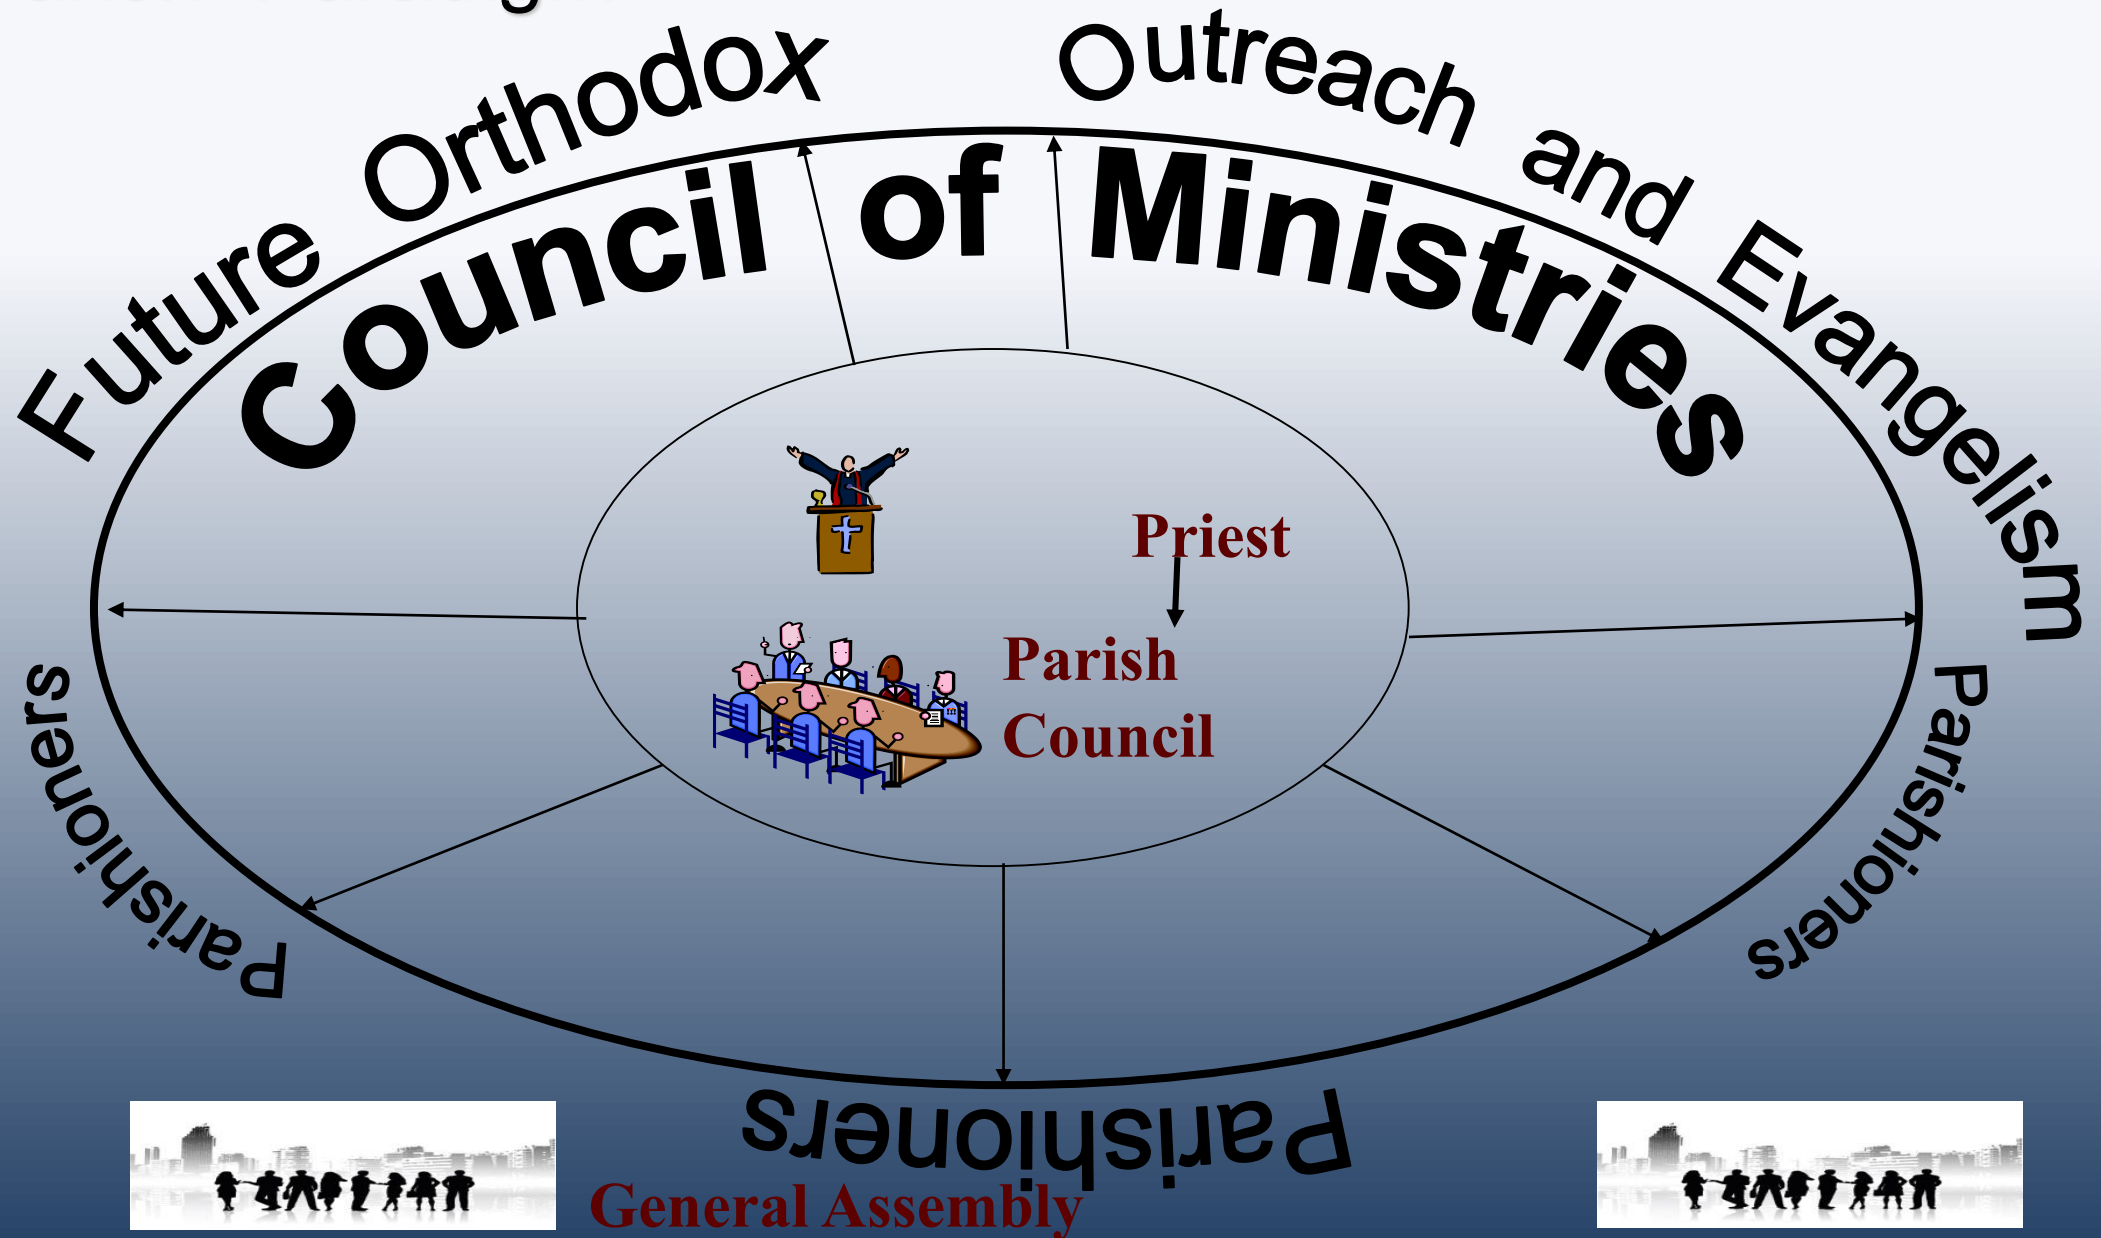 Future Orthodox
Outreach and Evangelism
Council of Ministries
Priest
Parish
Council
Parishioners
Parishioners
Parishioners
General Assembly